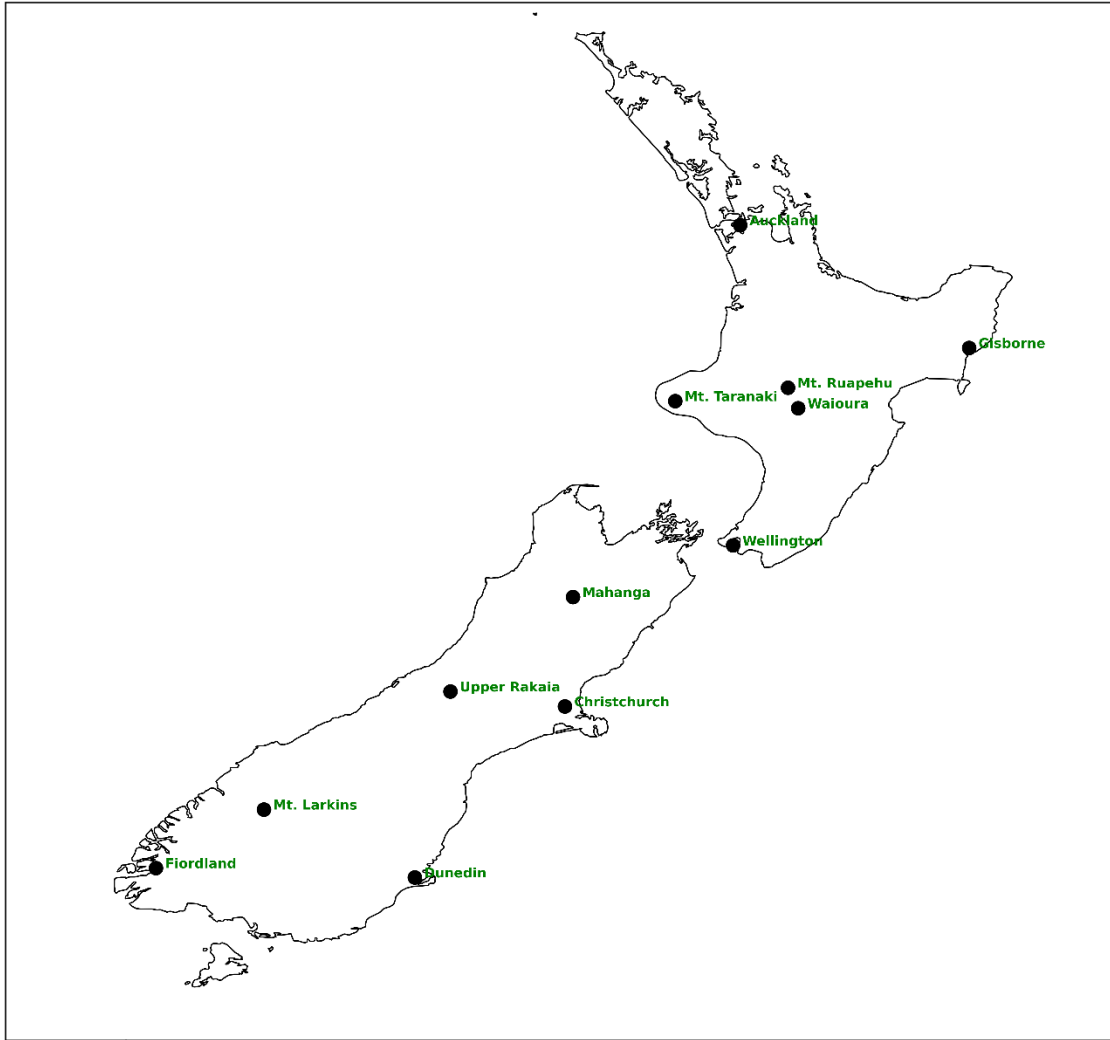 Auckland
Gisborne
Mt. Ruapehu
Mt. Taranaki
Waioura
Wellington
Mahanga
Upper Rakaia
Christchurch
Mt. Larkins
Fiordland
Dunedin